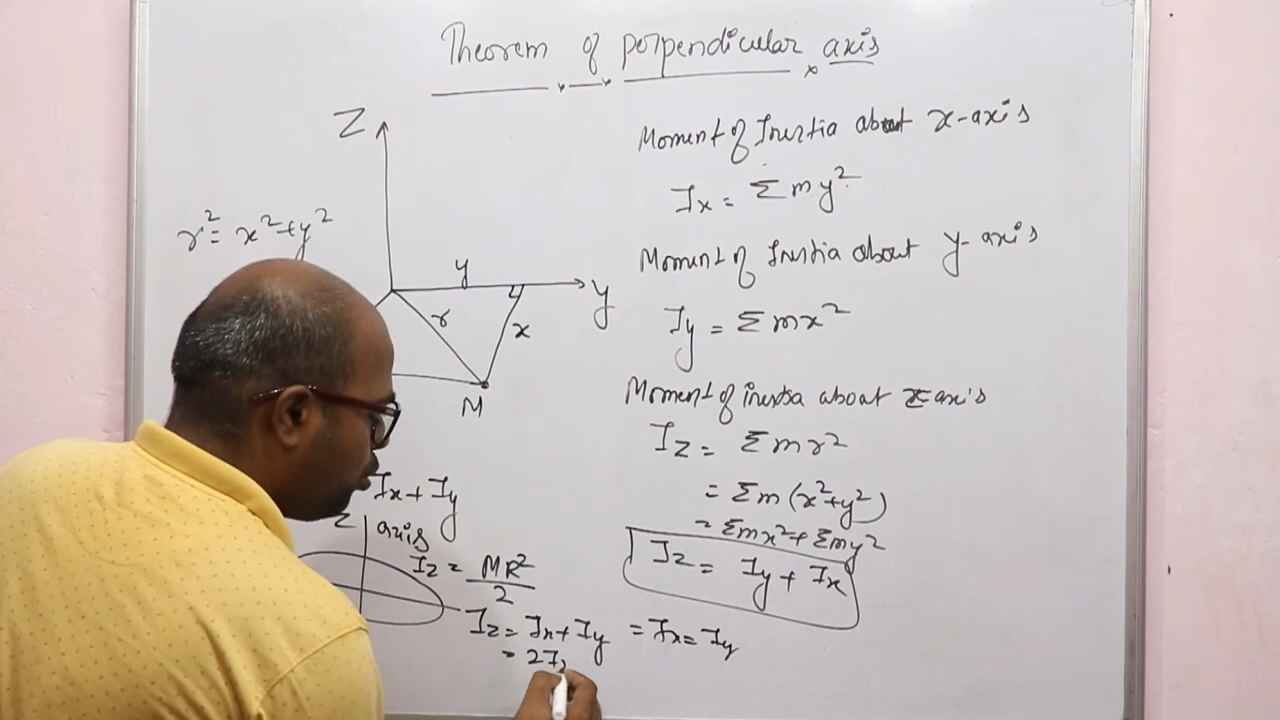 Theorem of perpendicular axis
Z
r² = x² + y²
y
Y
r
x
M
Ix + Iy
Z axis
Iz = MR²/2
Iz = Ix + Iy = Ix = Iy
= 2I
Moment of Inertia about x-axis
Ix = Σmy²
Moment of Inertia about y-axis
Iy = Σmx²
Moment of inertia about z-axis
Iz = Σmr²
= Σm(x²+y²)
= Σmx² + Σmy²
Iz = Iy + Ix